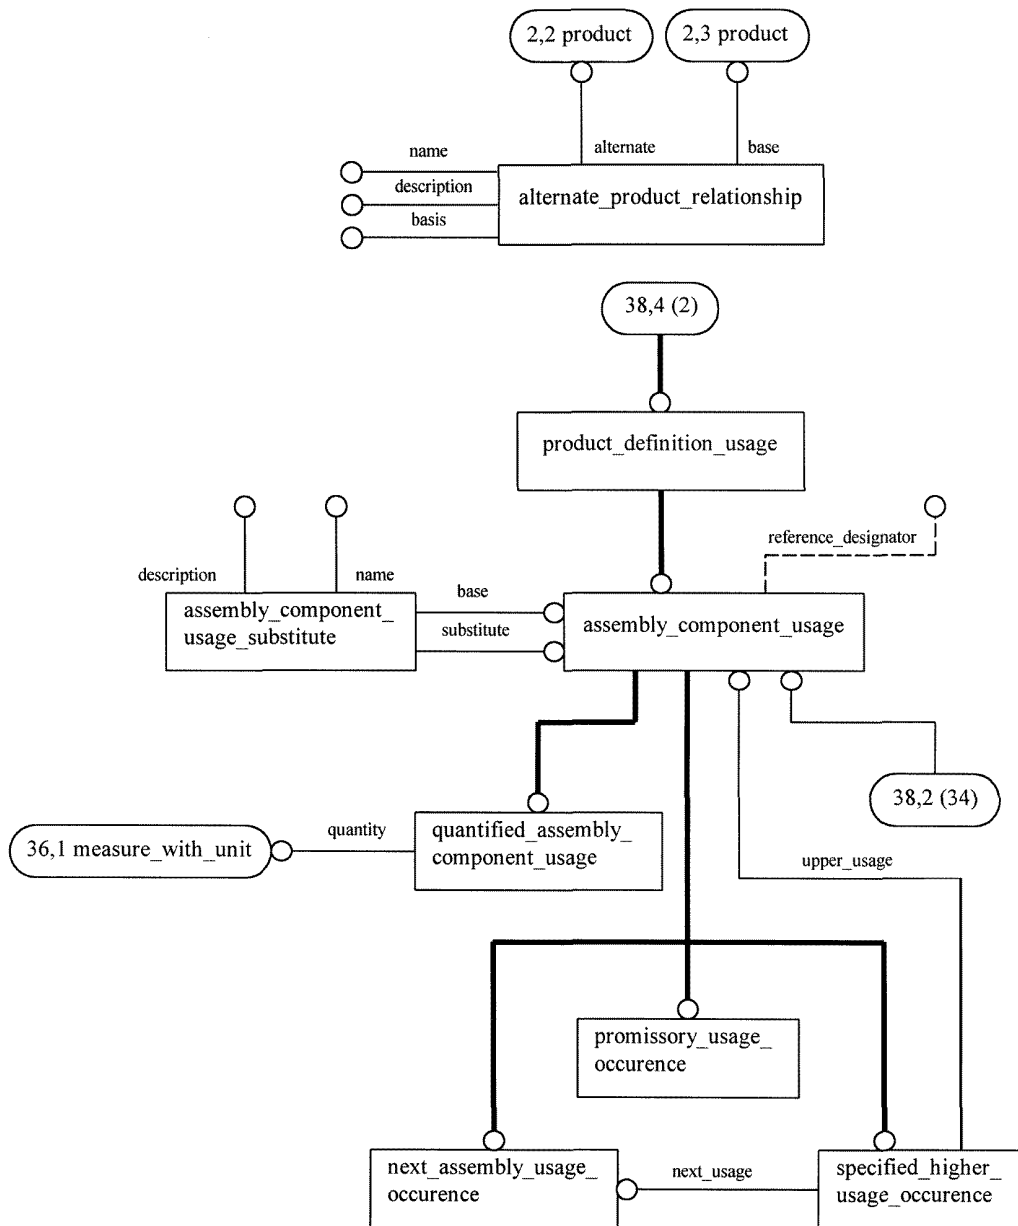 2,2 product
2,3 product
name
alternate
base
description
alternate_product_relationship
basis
38,4 (2)
product_definition_usage
reference_designator
description
name
base
assembly_component_
usage_substitute
substitute
assembly_component_usage
38,2 (34)
36,1 measure_with_unit
quantity
quantified_assembly_
component_usage
upper_usage
promissory_usage_
occurence
next_assembly_usage_
occurence
next_usage
specified_higher_
usage_occurence